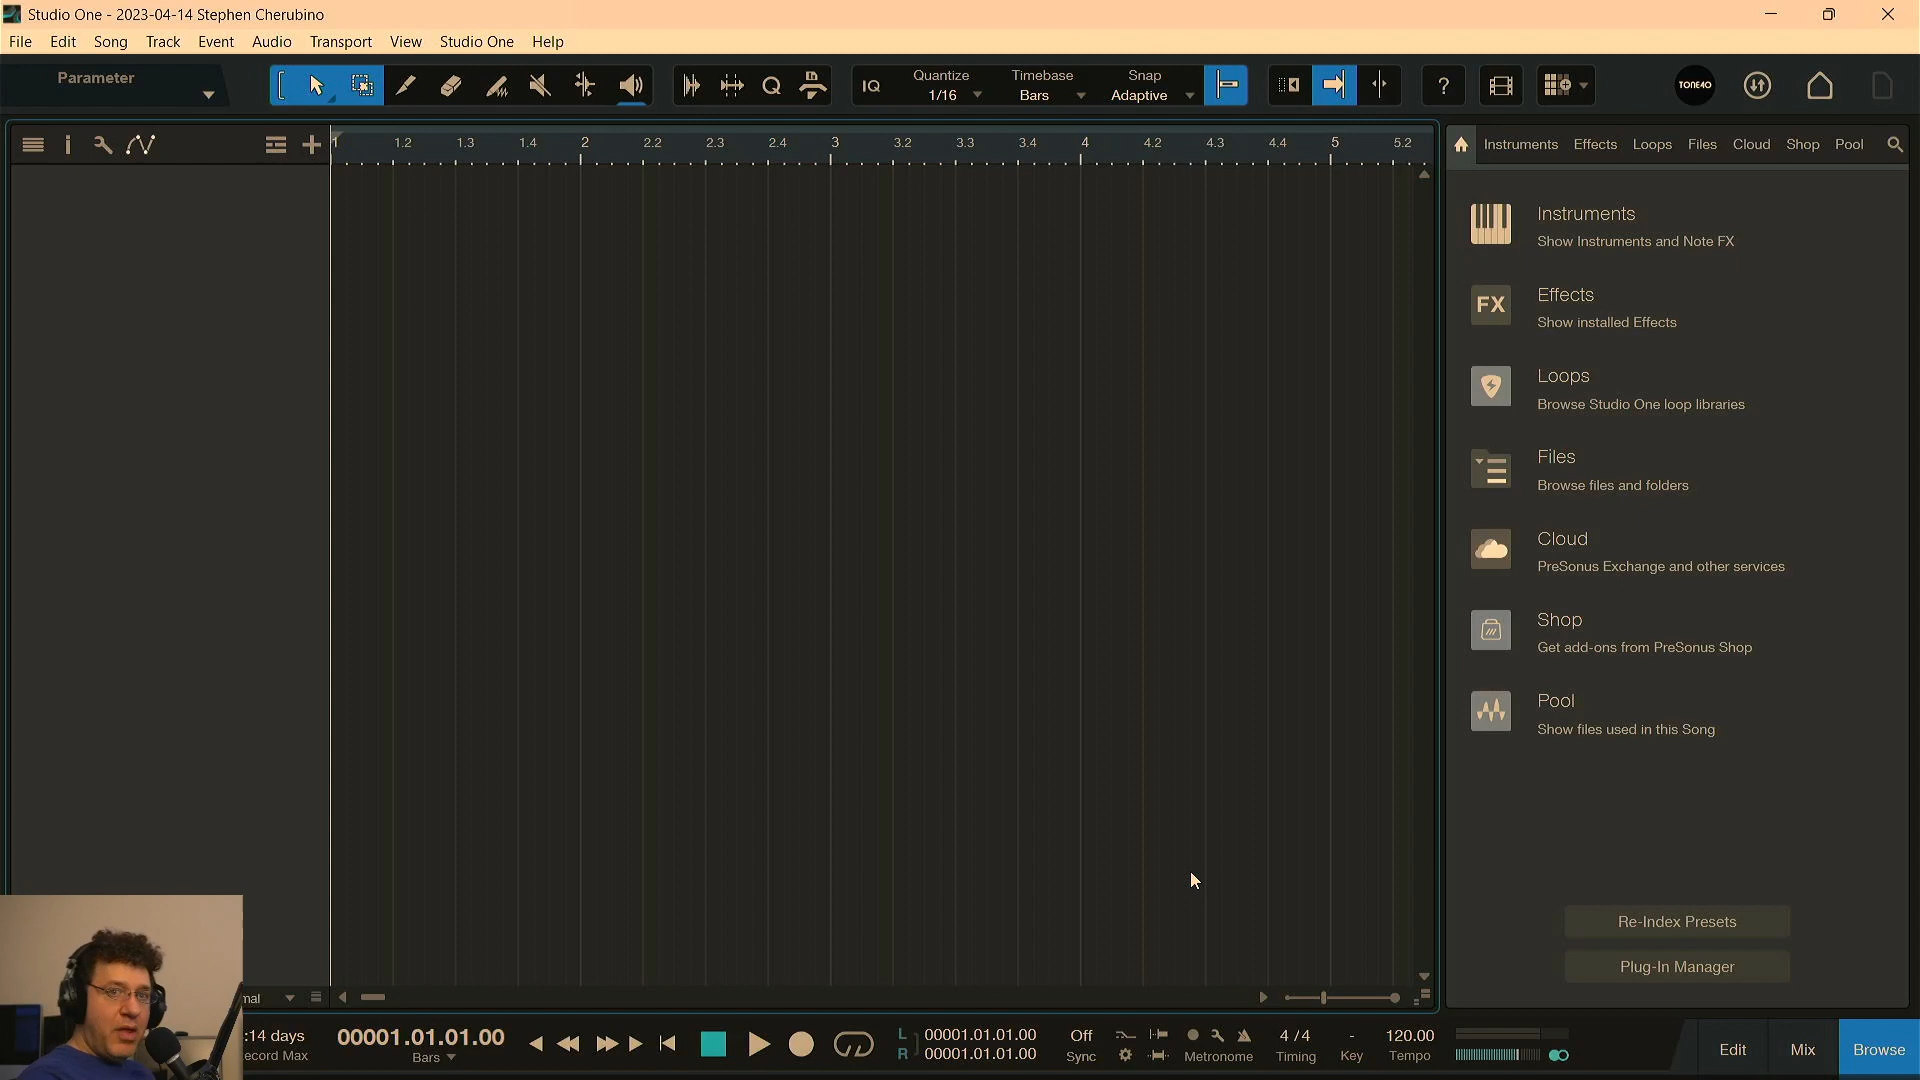 Studio One - 2023-04-14 Stephen Cherubino
File Edit Song Track Event Audio Transport View Studio One Help
Parameter
IQ
Quantize
1/16
Timebase
Bars
Snap
Adaptive
?
TONE40
1 1.2 1.3 1.4 2 2.2 2.3 2.4 3 3.2 3.3 3.4 4 4.2 4.3 4.4 5 5.2
Instruments Effects Loops Files Cloud Shop Pool
Instruments
Show Instruments and Note FX
FX
Effects
Show installed Effects
Loops
Browse Studio One loop libraries
Files
Browse files and folders
Cloud
PreSonus Exchange and other services
Shop
Get add-ons from PreSonus Shop
Pool
Show files used in this Song
Re-Index Presets
Plug-In Manager
mal
:14 days
ecord Max
00001.01.01.00
Bars
L 00001.01.01.00
R 00001.01.01.00
Off
Sync
Metronome
4 / 4
Timing
-
Key
120.00
Tempo
Edit Mix Browse